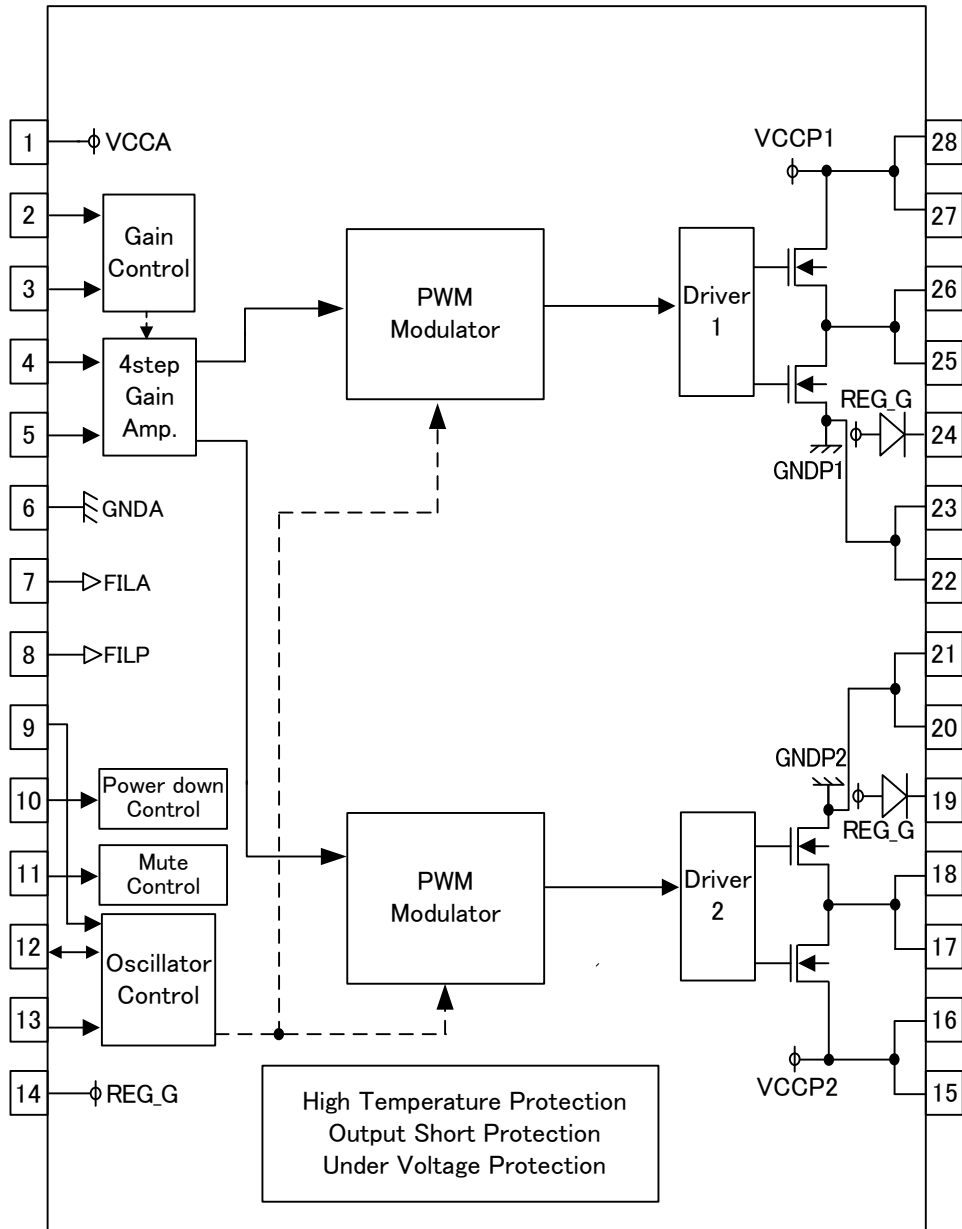 1
VCCA
2
3
Gain
Control
4
5
4step
Gain
Amp.
6
GNDA
7
FILA
8
FILP
9
10
Power down
Control
11
Mute
Control
12
13
Oscillator
Control
14
REG_G
PWM
Modulator
PWM
Modulator
High Temperature Protection
Output Short Protection
Under Voltage Protection
Driver
1
Driver
2
VCCP1
28
27
26
25
REG_G
24
GNDP1
23
22
21
20
GNDP2
19
REG_G
18
17
16
VCCP2
15